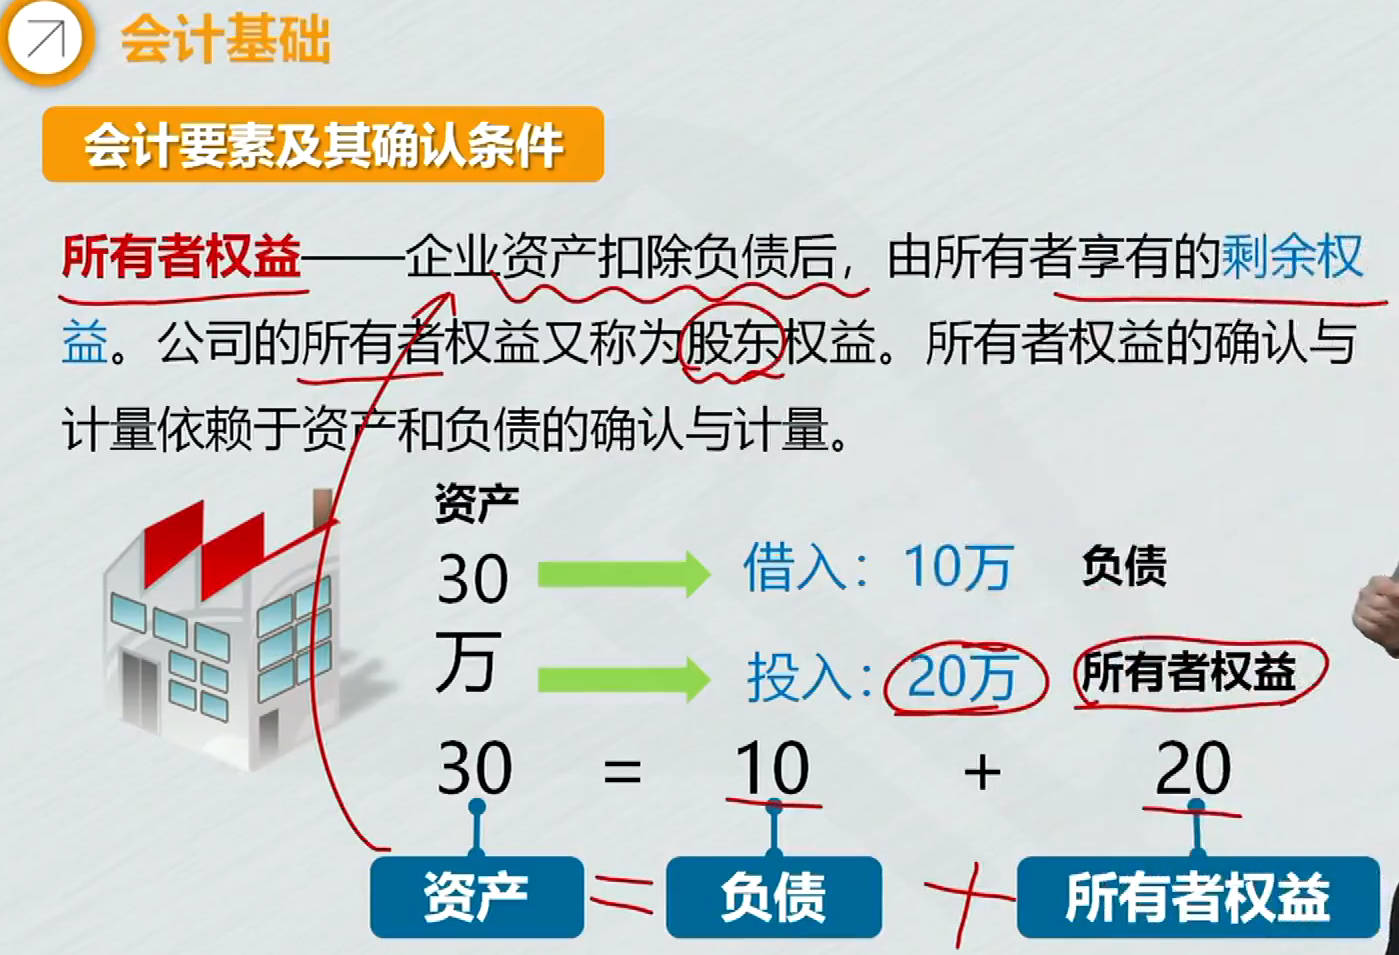 会计基础
会计要素及其确认条件
所有者权益——企业资产扣除负债后，由所有者享有的剩余权
益。公司的所有者权益又称为股东权益。所有者权益的确认与
计量依赖于资产和负债的确认与计量。
资产
30 借入：10万 负债
万 投入：20万 所有者权益
30 = 10 + 20
资产 = 负债 + 所有者权益